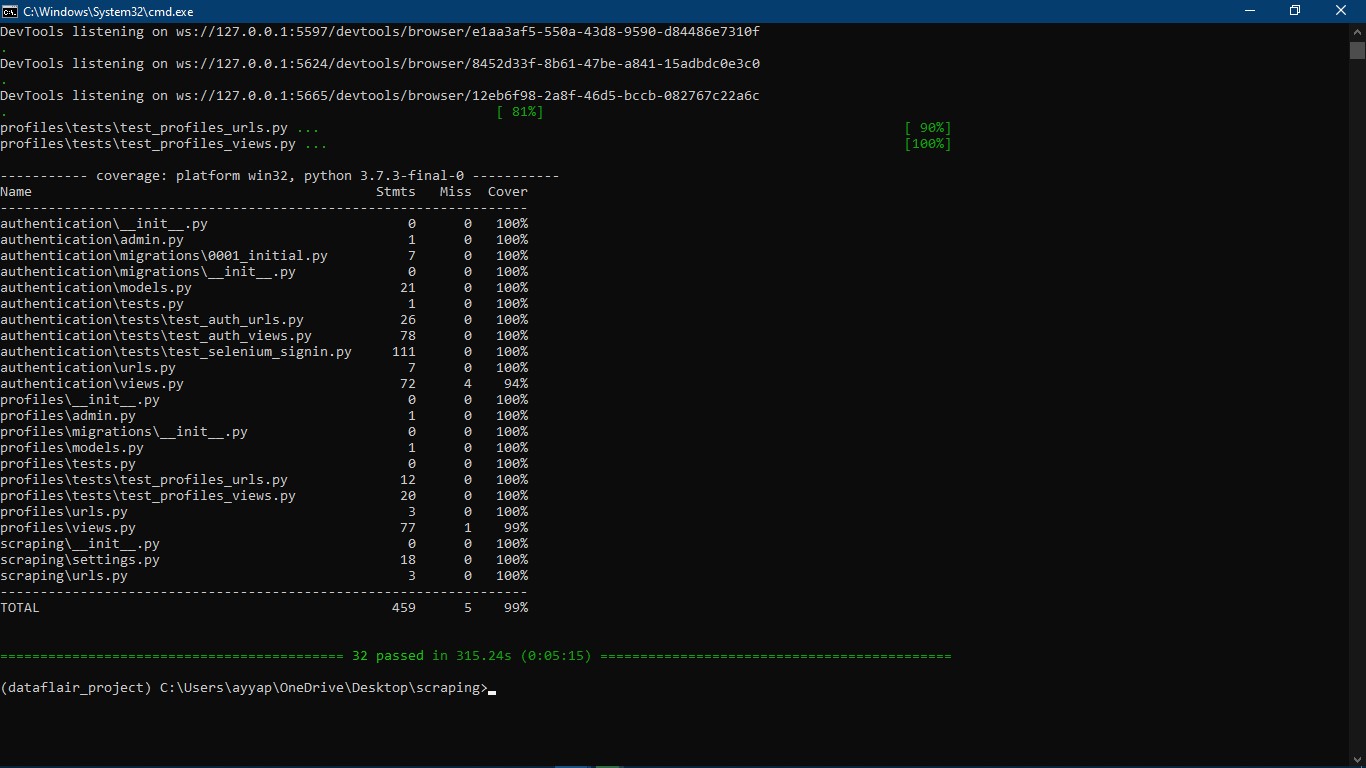 C:\Windows\System32\cmd.exe
DevTools listening on ws://127.0.0.1:5597/devtools/browser/e1aa3af5-550a-43d8-9590-d84486e7310f
.
DevTools listening on ws://127.0.0.1:5624/devtools/browser/8452d33f-8b61-47be-a841-15adbdc0e3c0
.
DevTools listening on ws://127.0.0.1:5665/devtools/browser/12eb6f98-2a8f-46d5-bccb-082767c22a6c
. [ 81%]
profiles\tests\test_profiles_urls.py ... [ 90%]
profiles\tests\test_profiles_views.py ... [100%]
----------- coverage: platform win32, python 3.7.3-final-0 -----------
Name Stmts Miss Cover
------------------------------------------------------------------
authentication\__init__.py 0 0 100%
authentication\admin.py 1 0 100%
authentication\migrations\0001_initial.py 7 0 100%
authentication\migrations\__init__.py 0 0 100%
authentication\models.py 21 0 100%
authentication\tests.py 1 0 100%
authentication\tests\test_auth_urls.py 26 0 100%
authentication\tests\test_auth_views.py 78 0 100%
authentication\tests\test_selenium_signin.py 111 0 100%
authentication\urls.py 7 0 100%
authentication\views.py 72 4 94%
profiles\__init__.py 0 0 100%
profiles\admin.py 1 0 100%
profiles\migrations\__init__.py 0 0 100%
profiles\models.py 1 0 100%
profiles\tests.py 0 0 100%
profiles\tests\test_profiles_urls.py 12 0 100%
profiles\tests\test_profiles_views.py 20 0 100%
profiles\urls.py 3 0 100%
profiles\views.py 77 1 99%
scraping\__init__.py 0 0 100%
scraping\settings.py 18 0 100%
scraping\urls.py 3 0 100%
------------------------------------------------------------------
TOTAL 459 5 99%
=========================================== 32 passed in 315.24s (0:05:15) ============================================
(dataflair_project) C:\Users\ayyap\OneDrive\Desktop\scraping>